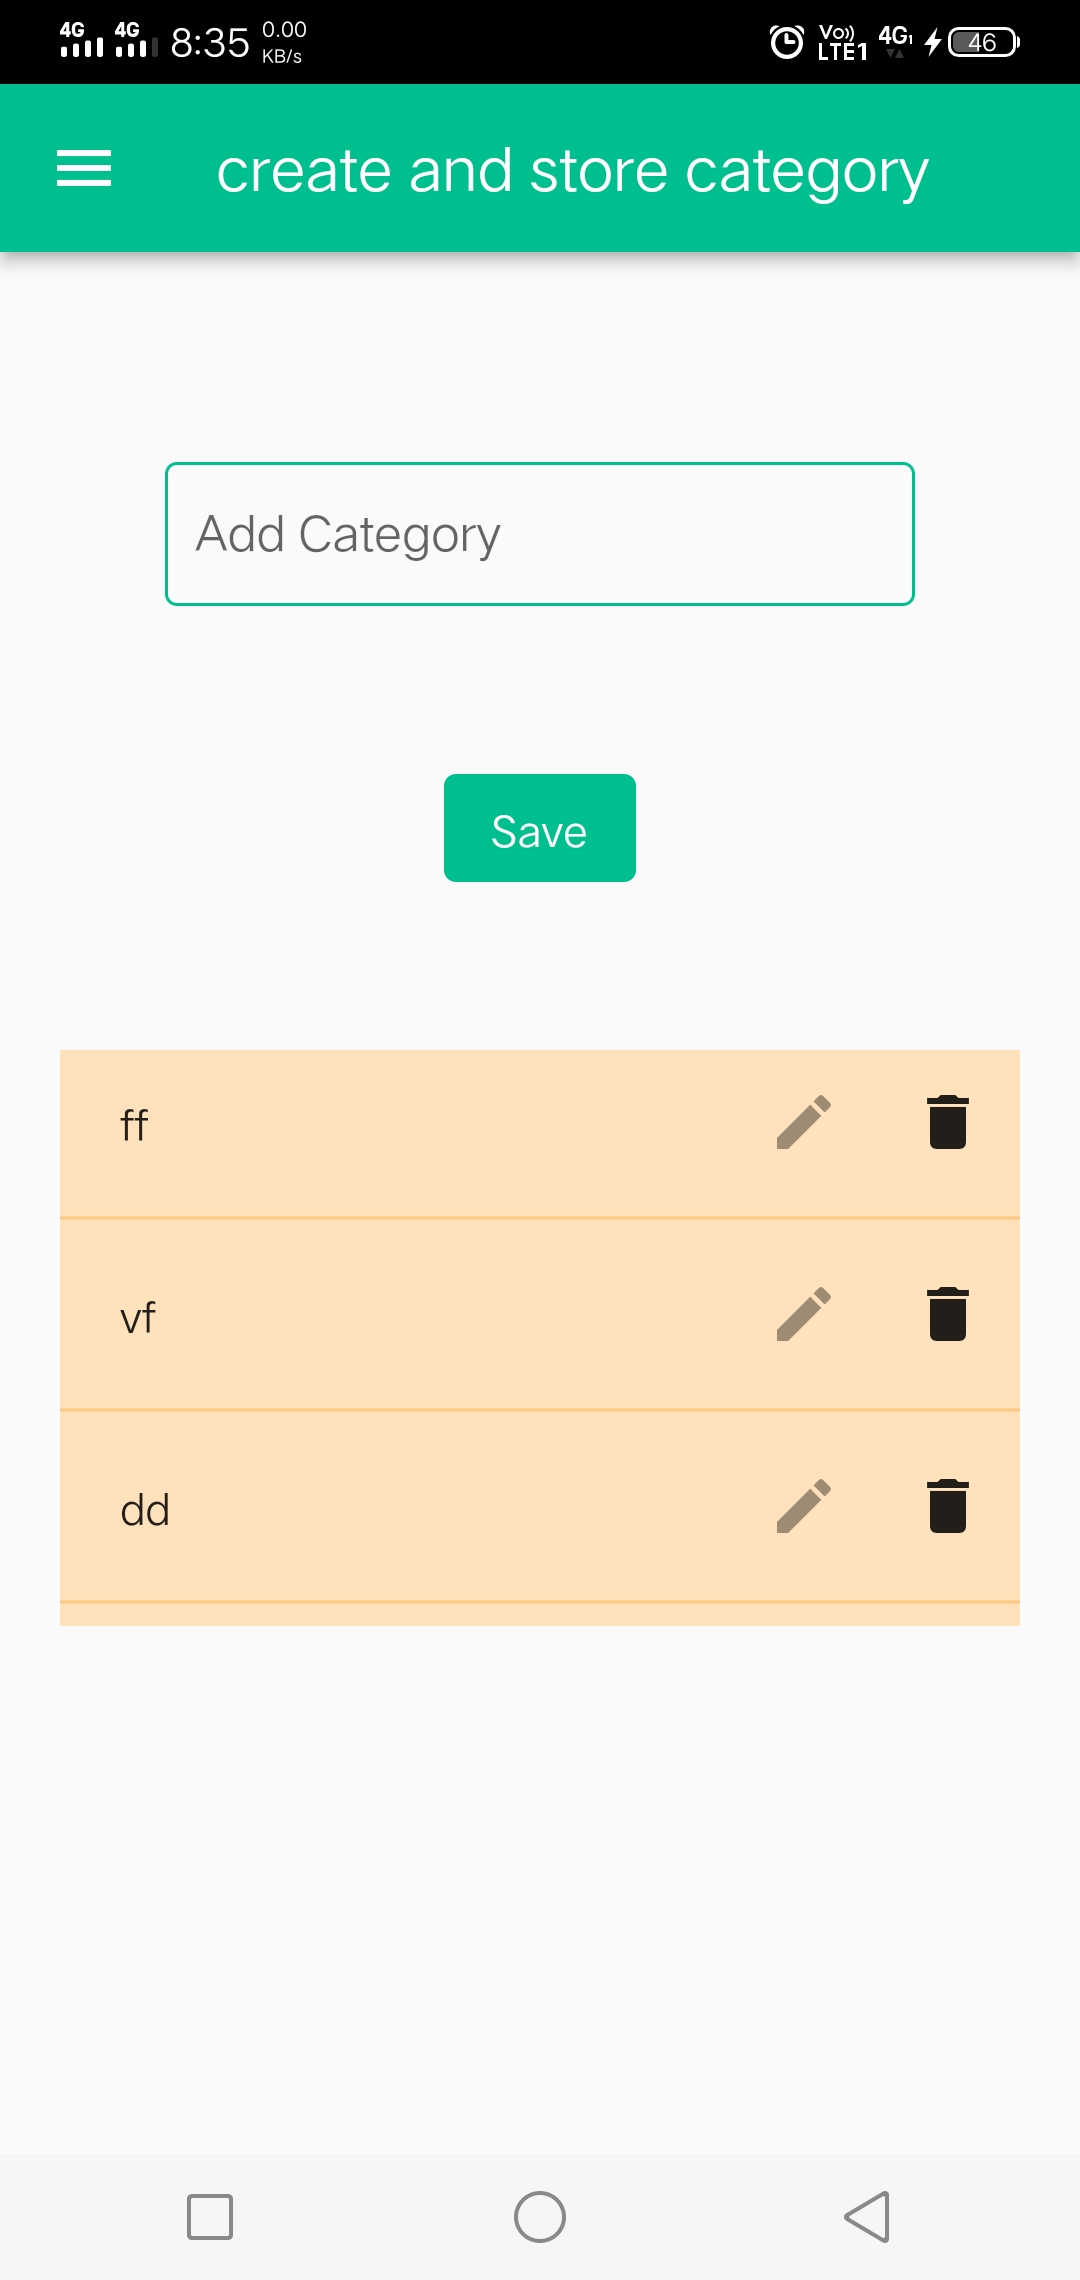 4G 4G 8:35 0.00 KB/s Vo)) LTE1 4G1 46
create and store category
Add Category
Save
ff
vf
dd